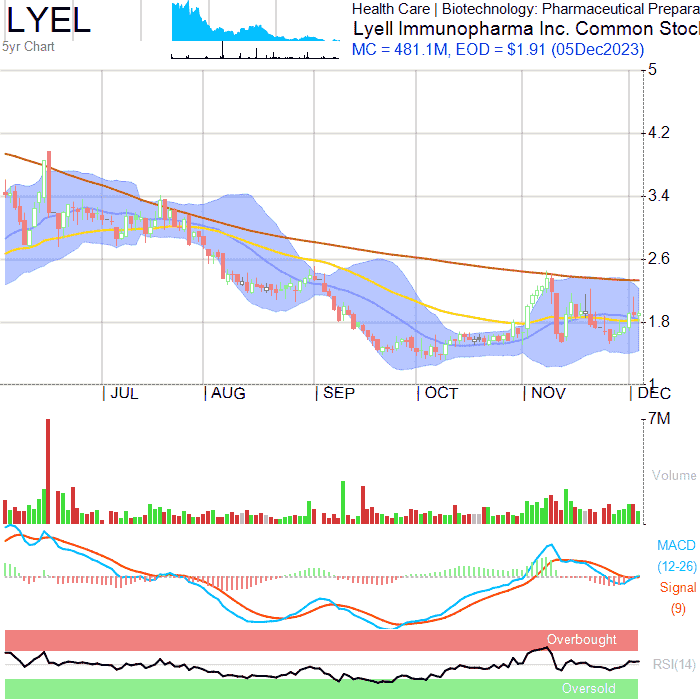 LYEL
5yr Chart
Health Care | Biotechnology: Pharmaceutical Prepara
Lyell Immunopharma Inc. Common Stoc
MC = 481.1M, EOD = $1.91 (05Dec2023)
5
4.2
3.4
2.6
1.8
1
JUL AUG SEP OCT NOV DEC
7M
Volume
MACD
(12-26)
Signal
(9)
Overbought
RSI(14)
Oversold